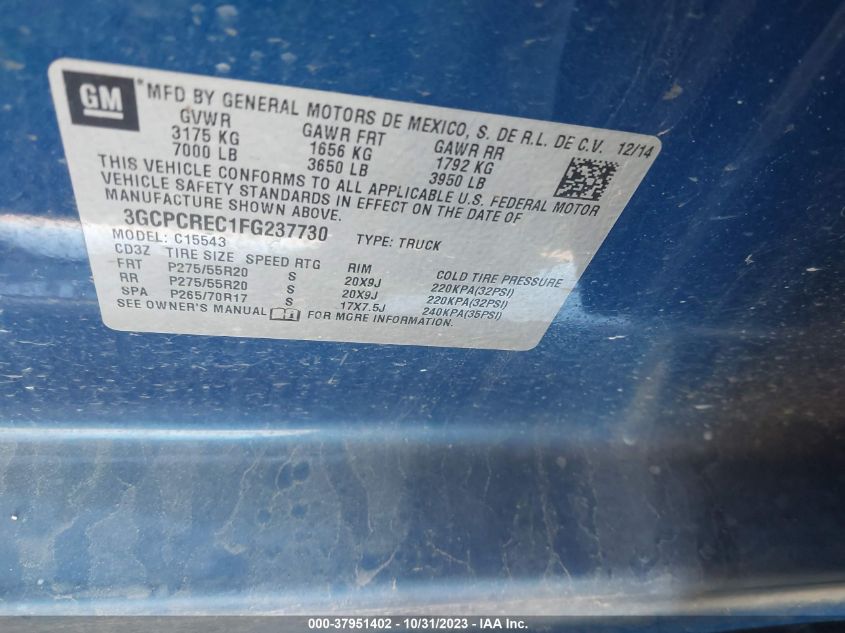 GM *MFD BY GENERAL MOTORS DE MEXICO, S. DE R.L. DE C.V. 12/14
GVWR GAWR FRT GAWR RR
3175 KG 1656 KG 1792 KG
7000 LB 3650 LB 3950 LB
THIS VEHICLE CONFORMS TO ALL APPLICABLE U.S. FEDERAL MOTOR
VEHICLE SAFETY STANDARDS IN EFFECT ON THE DATE OF
MANUFACTURE SHOWN ABOVE.
3GCPCREC1FG237730 TYPE: TRUCK
MODEL: C15543
CD3Z TIRE SIZE SPEED RTG RIM COLD TIRE PRESSURE
FRT P275/55R20 S 20X9J 220KPA(32PSI)
RR P275/55R20 S 20X9J 220KPA(32PSI)
SPA P265/70R17 S 17X7.5J 240KPA(35PSI)
SEE OWNER'S MANUAL FOR MORE INFORMATION.
000-37951402 - 10/31/2023 - IAA Inc.